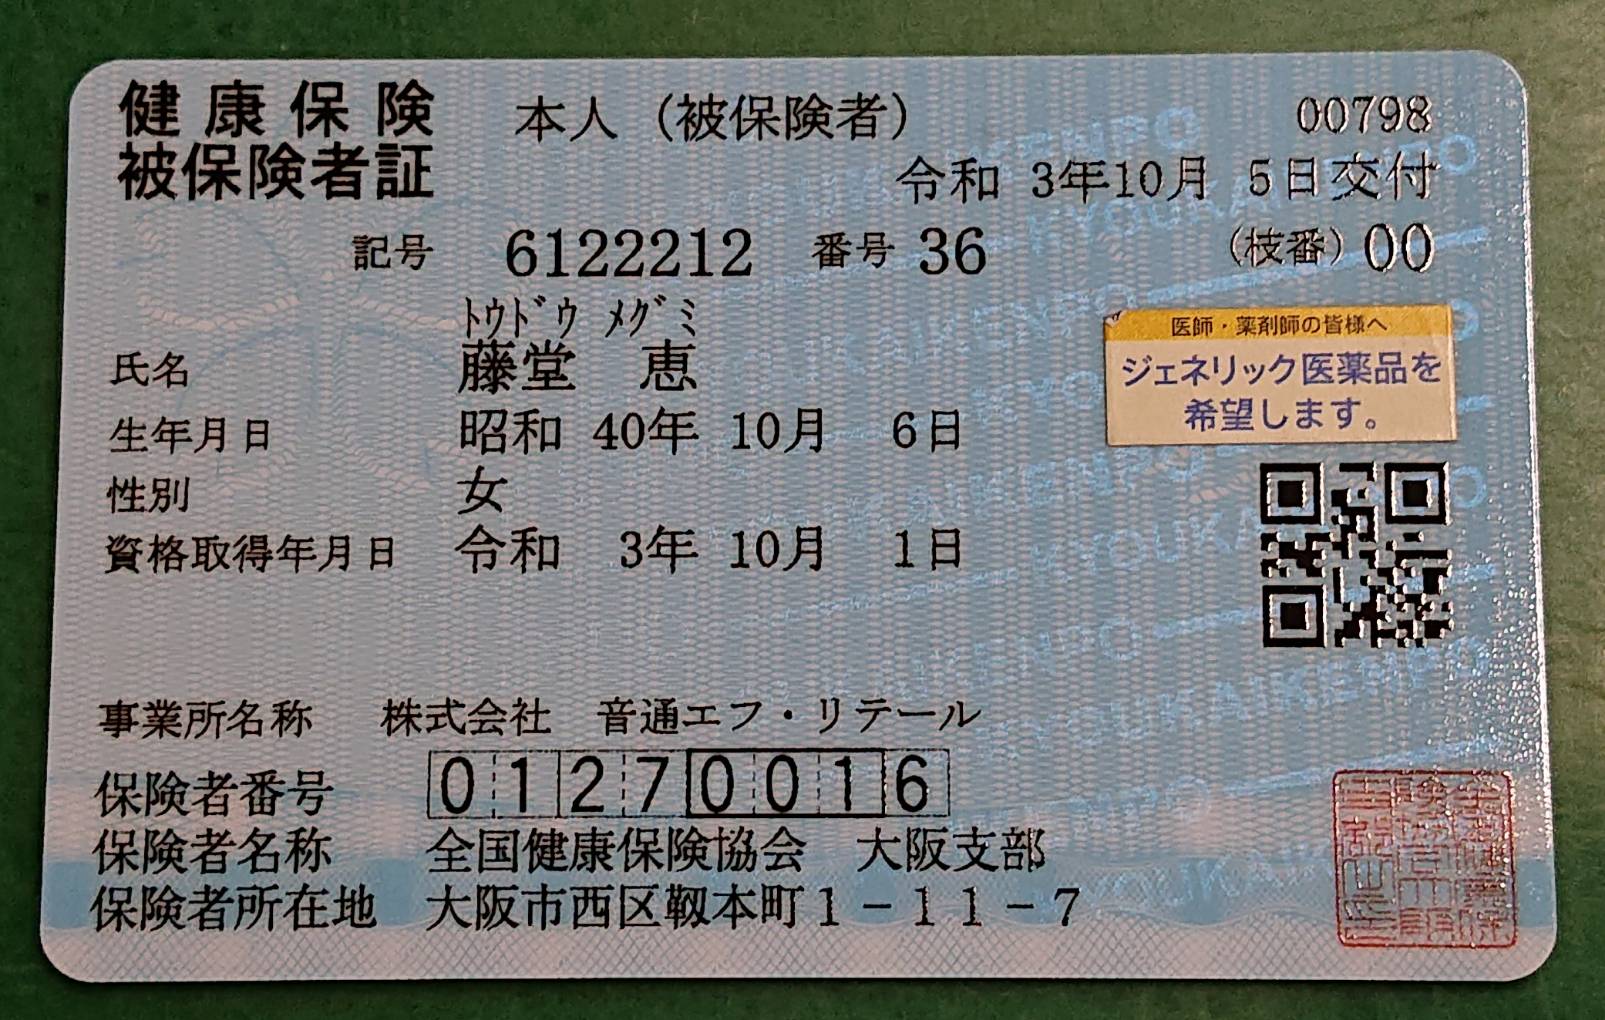 健康保険 本人（被保険者） 00798
被保険者証 令和 3年10月 5日交付
記号 6122212 番号 36 （枝番）00
ﾄｳﾄﾞｳ ﾒｸﾞﾐ
氏名 藤堂 恵
生年月日 昭和 40年 10月 6日
性別 女
資格取得年月日 令和 3年 10月 1日
医師・薬剤師の皆様へ
ジェネリック医薬品を
希望します。
事業所名称 株式会社 音通エフ・リテール
保険者番号 01270016
保険者名称 全国健康保険協会 大阪支部
保険者所在地 大阪市西区靱本町1－11－7
KYOUKAIKENPO